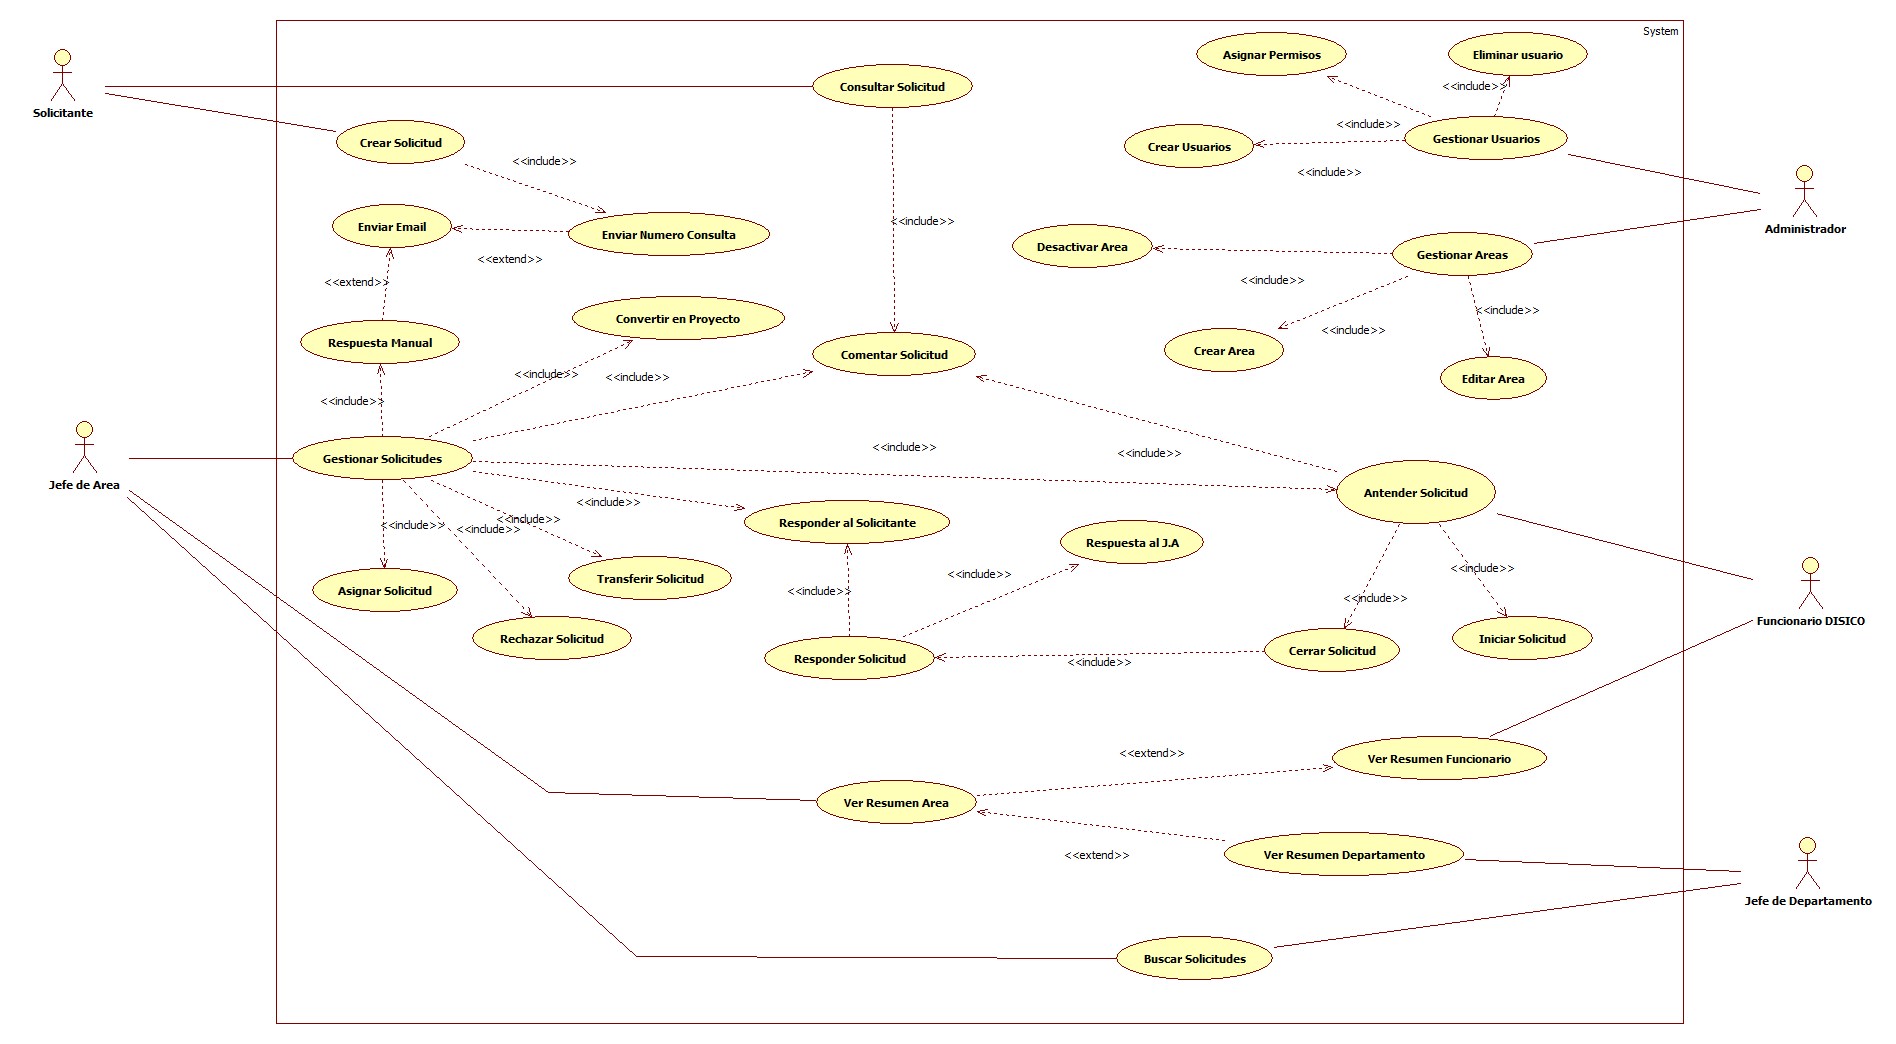 System
Asignar Permisos
Eliminar usuario
Consultar Solicitud
<<include>>
Solicitante
Crear Solicitud
<<include>>
Gestionar Usuarios
Crear Usuarios
<<include>>
<<include>>
Enviar Email
Enviar Numero Consulta
<<include>>
Administrador
Desactivar Area
Gestionar Areas
<<extend>>
<<extend>>
<<include>>
Convertir en Proyecto
<<include>>
<<include>>
Respuesta Manual
Comentar Solicitud
Crear Area
Editar Area
<<include>>
<<include>>
<<include>>
<<include>>
<<include>>
Gestionar Solicitudes
Jefe de Area
Antender Solicitud
<<include>>
<<include>>
<<include>>
<<include>>
Responder al Solicitante
Respuesta al J.A
<<include>>
<<include>>
Transferir Solicitud
Asignar Solicitud
<<include>>
<<include>>
Funcionario DISICO
Rechazar Solicitud
Iniciar Solicitud
Responder Solicitud
<<include>>
Cerrar Solicitud
<<extend>>
Ver Resumen Funcionario
Ver Resumen Area
<<extend>>
Ver Resumen Departamento
Jefe de Departamento
Buscar Solicitudes